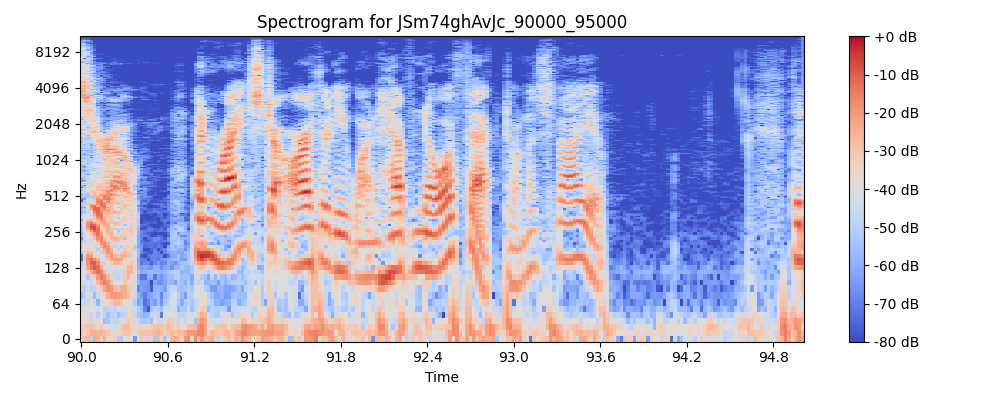 Spectrogram for JSm74ghAvJc_90000_95000
Hz
8192
4096
2048
1024
512
256
128
64
0
90.0 90.6 91.2 91.8 92.4 93.0 93.6 94.2 94.8
Time
+0 dB
-10 dB
-20 dB
-30 dB
-40 dB
-50 dB
-60 dB
-70 dB
-80 dB